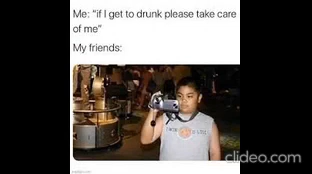 Me: “if I get to drunk please take care
of me”
My friends:
clideo.com